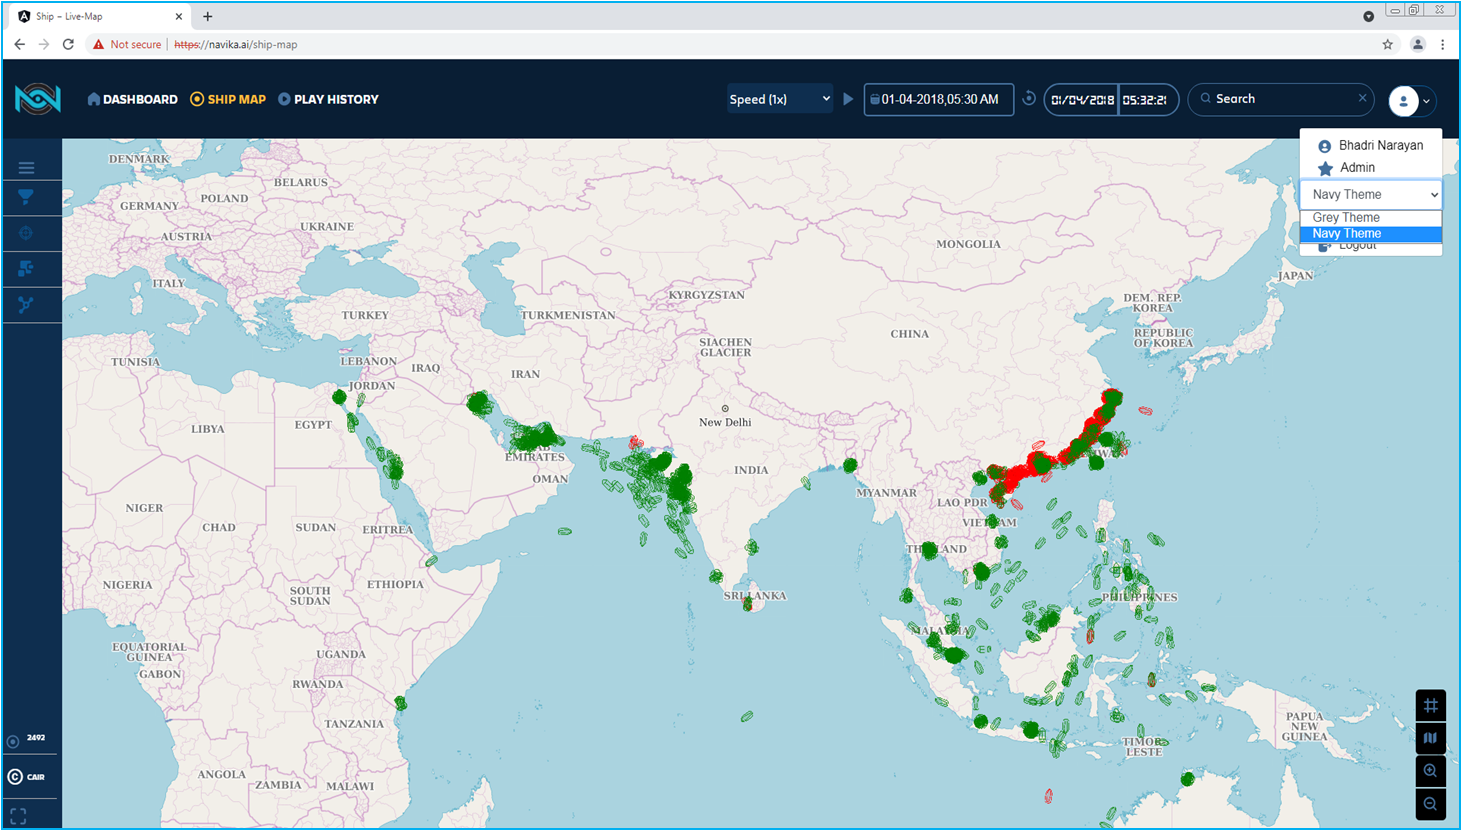 Ship – Live-Map
Not secure
https://navika.ai/ship-map
DASHBOARD
SHIP MAP
PLAY HISTORY
Speed (1x)
01-04-2018,05:30 AM
01/04/2018
05:32:21
Search
Bhadri Narayan
Admin
Navy Theme
Grey Theme
Navy Theme
Logout
DENMARK
BELARUS
GERMANY
POLAND
UKRAINE
AUSTRIA
MONGOLIA
ITALY
JAPAN
KYRGYZSTAN
DEM. REP.
KOREA
TURKEY
TURKMENISTAN
CHINA
REPUBLIC
OF KOREA
SIACHEN
GLACIER
TUNISIA
LEBANON
IRAQ
IRAN
JORDAN
New Delhi
LIBYA
EGYPT
EMIRATES
INDIA
OMAN
MYANMAR
LAO PDR
NIGER
CHAD
SUDAN
ERITREA
VIETNAM
THAILAND
NIGERIA
ETHIOPIA
SOUTH
SUDAN
SRI LANKA
PHILIPPINES
MALAYSIA
EQUATORIAL
GUINEA
UGANDA
GABON
RWANDA
TANZANIA
PAPUA
NEW
GUINEA
2492
TIMOR
LESTE
CAIR
ANGOLA
ZAMBIA
MALAWI